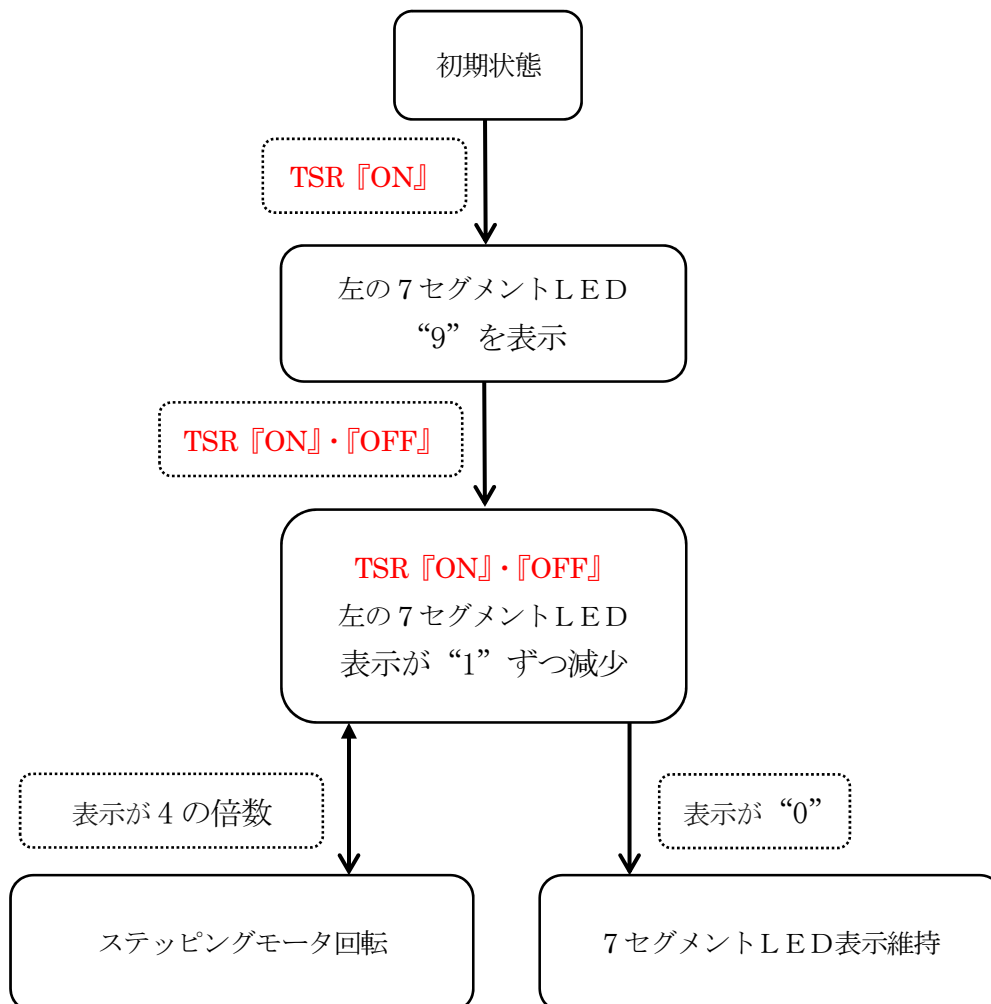 初期状態
TSR『ON』
左の7セグメントＬＥＤ
“9”を表示
TSR『ON』・『OFF』
TSR『ON』・『OFF』
左の7セグメントＬＥＤ
表示が“1”ずつ減少
表示が4の倍数
表示が“0”
ステッピングモータ回転
7セグメントＬＥＤ表示維持